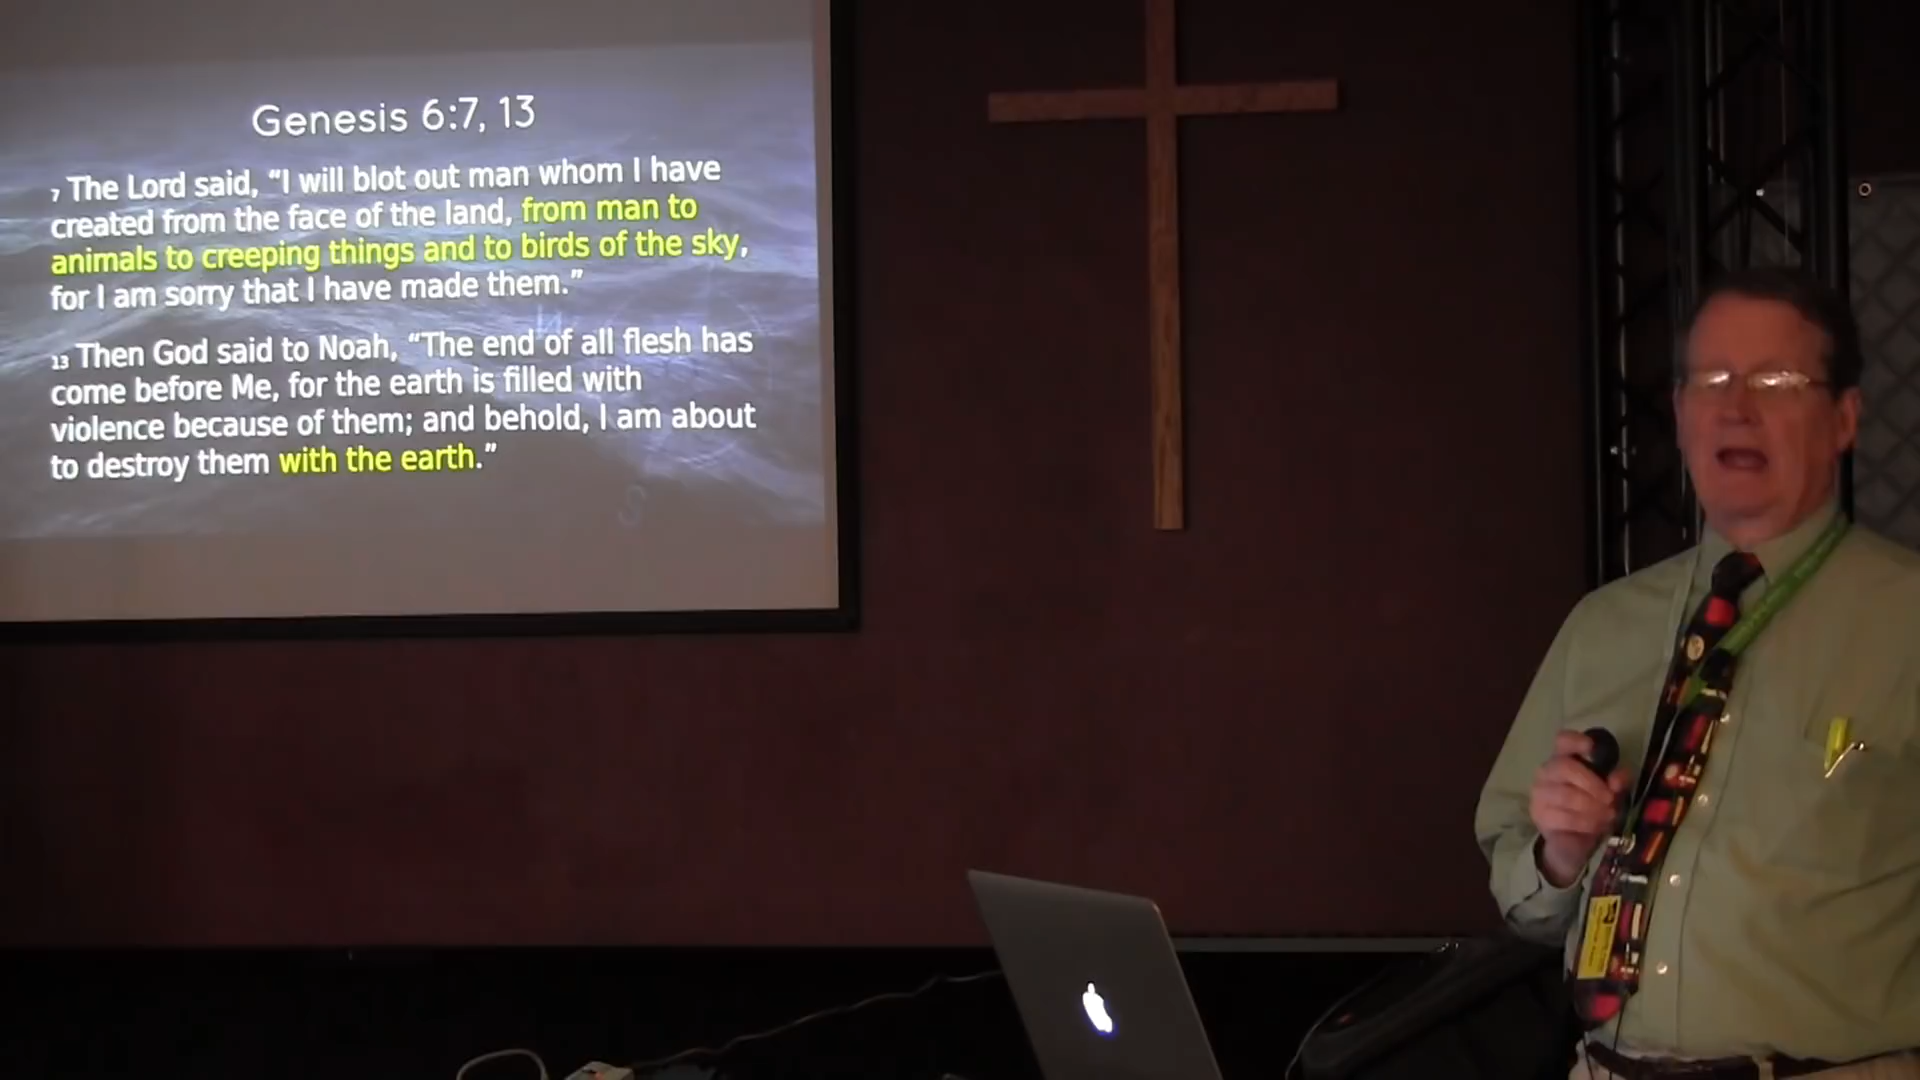 Genesis 6:7, 13
7 The Lord said, “I will blot out man whom I have
created from the face of the land, from man to
animals to creeping things and to birds of the sky,
for I am sorry that I have made them.”
13 Then God said to Noah, “The end of all flesh has
come before Me, for the earth is filled with
violence because of them; and behold, I am about
to destroy them with the earth.”